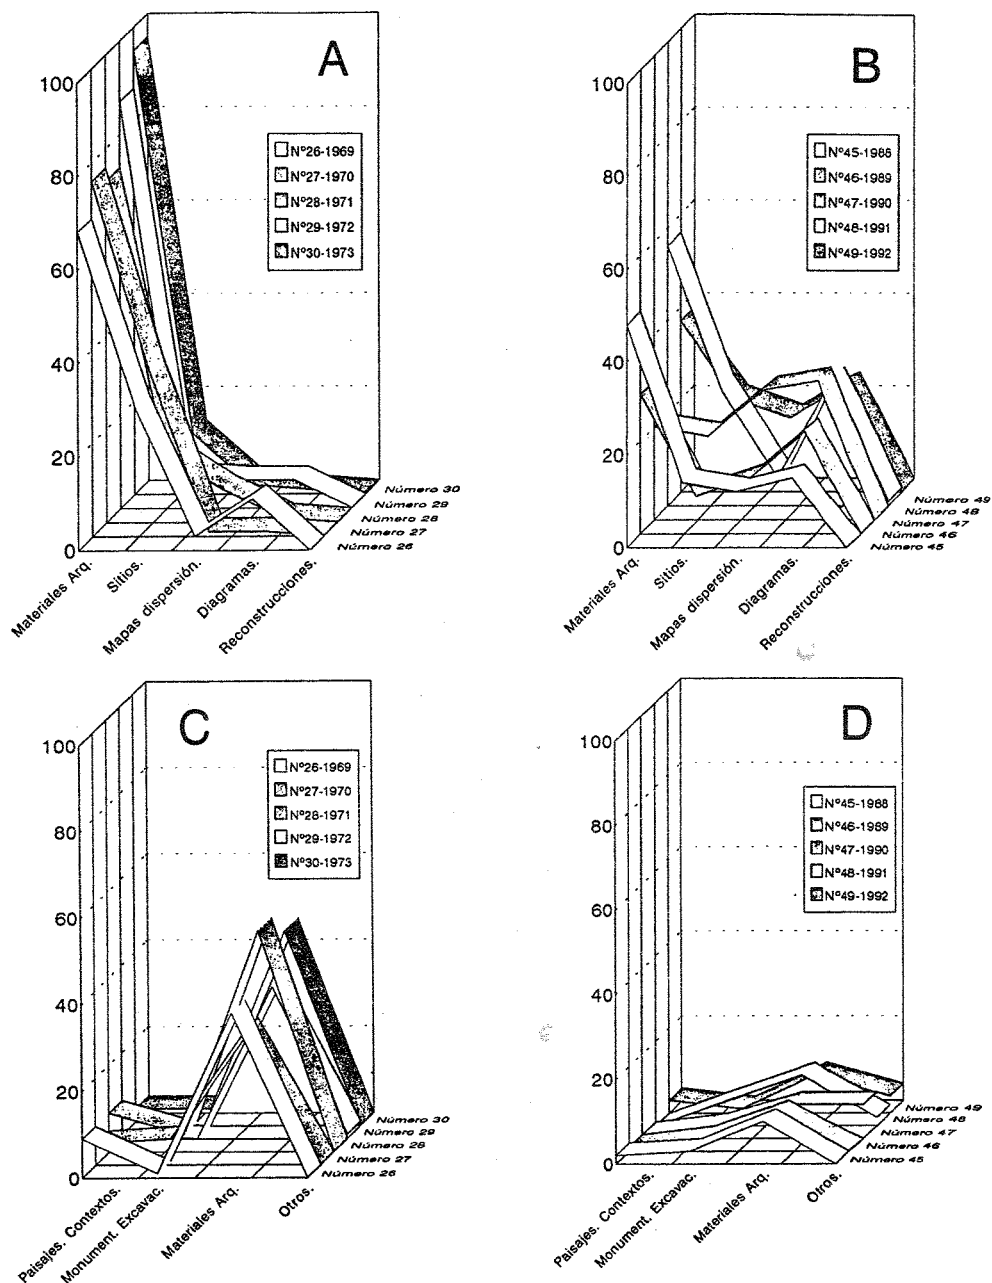 A
100
80
60
40
20
0
Nº26-1969
Nº27-1970
Nº28-1971
Nº29-1972
Nº30-1973
Número 30
Número 29
Número 28
Número 27
Número 26
Materiales Arq.
Sitios.
Mapas dispersión.
Diagramas.
Reconstrucciones.
B
100
80
60
40
20
0
Nº45-1988
Nº46-1989
Nº47-1990
Nº48-1991
Nº49-1992
Número 49
Número 48
Número 47
Número 46
Número 45
Materiales Arq.
Sitios.
Mapas dispersión.
Diagramas.
Reconstrucciones.
C
100
80
60
40
20
0
Nº26-1969
Nº27-1970
Nº28-1971
Nº29-1972
Nº30-1973
Número 30
Número 29
Número 28
Número 27
Número 26
Paisajes. Contextos.
Monument. Excavac.
Materiales Arq.
Otros.
D
100
80
60
40
20
0
Nº45-1988
Nº46-1989
Nº47-1990
Nº48-1991
Nº49-1992
Número 49
Número 48
Número 47
Número 46
Número 45
Paisajes. Contextos.
Monument. Excavac.
Materiales Arq.
Otros.